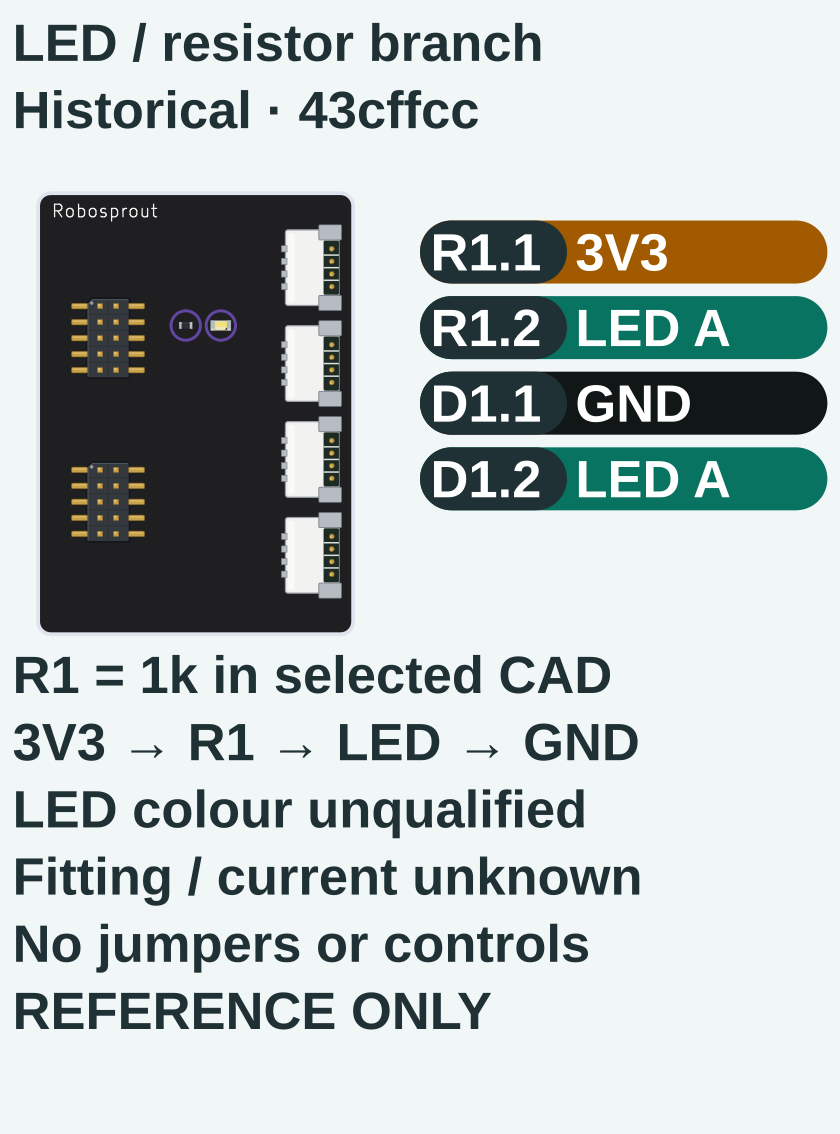 LED / resistor branch
Historical · 43cffcc
Robosprout
R1.1 3V3
R1.2 LED A
D1.1 GND
D1.2 LED A
R1 = 1k in selected CAD
3V3 → R1 → LED → GND
LED colour unqualified
Fitting / current unknown
No jumpers or controls
REFERENCE ONLY